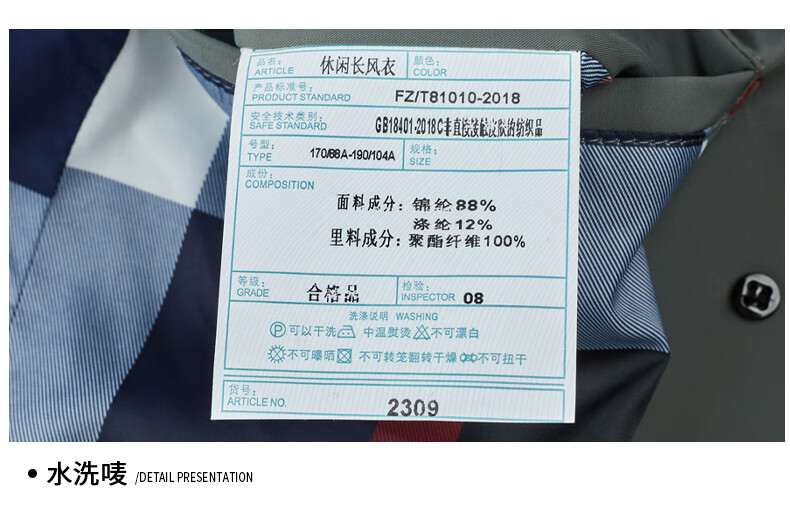 品名： 休闲长风衣 颜色：
ARTICLE COLOR
产品标准号：
PRODUCT STANDARD FZ/T81010-2018
安全技术类别：
SAFE STANDARD GB18401-2018C非直接接触皮肤的纺织品
号型： 170/88A-190/104A 规格：
TYPE SIZE
成份：
COMPOSITION
面料成分：锦纶88%
涤纶12%
里料成分：聚酯纤维100%
等级： 合格品 检验：
GRADE INSPECTOR 08
洗涤说明 WASHING
P 可以干洗 中温熨烫 不可漂白
不可曝晒 不可转笼翻转干燥 不可扭干
货号：
ARTICLE NO. 2309
• 水洗唛 /DETAIL PRESENTATION